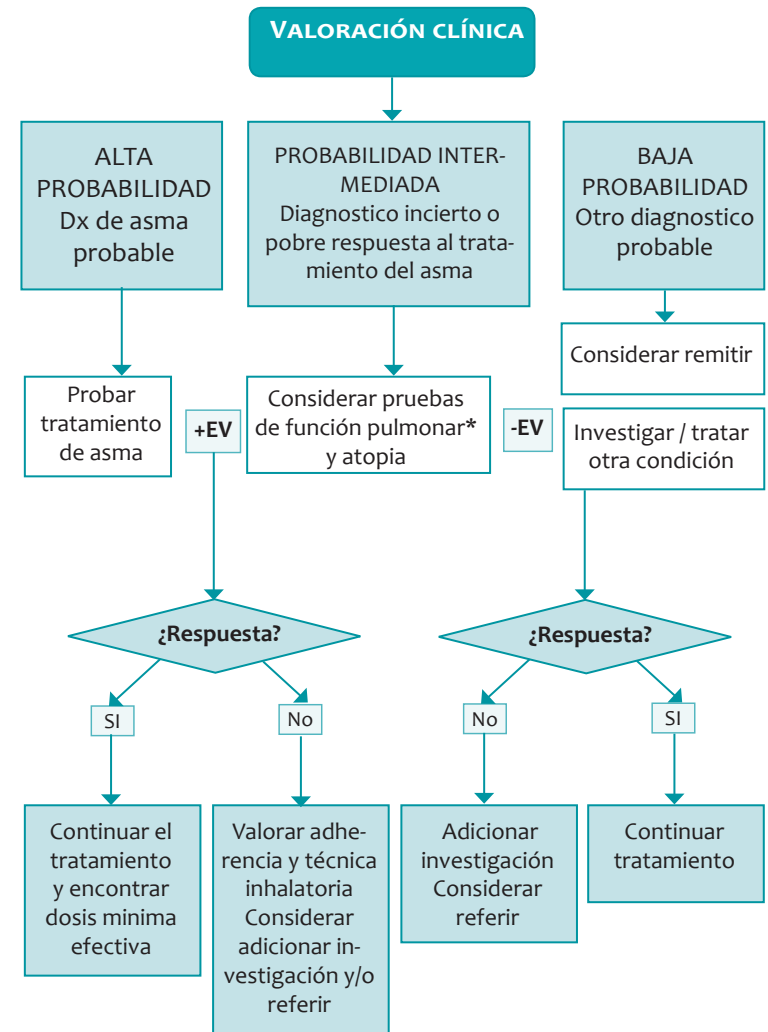 VALORACIÓN CLÍNICA
ALTA
PROBABILIDAD
Dx de asma
probable
PROBABILIDAD INTER-
MEDIADA
Diagnostico incierto o
pobre respuesta al trata-
miento del asma
BAJA
PROBABILIDAD
Otro diagnostico
probable
Considerar remitir
Probar
tratamiento
de asma
+EV
Considerar pruebas
de función pulmonar*
y atopia
-EV
Investigar / tratar
otra condición
¿Respuesta?
¿Respuesta?
SI
No
No
SI
Continuar el
tratamiento
y encontrar
dosis minima
efectiva
Valorar adhe-
rencia y técnica
inhalatoria
Considerar
adicionar in-
vestigación y/o
referir
Adicionar
investigación
Considerar
referir
Continuar
tratamiento